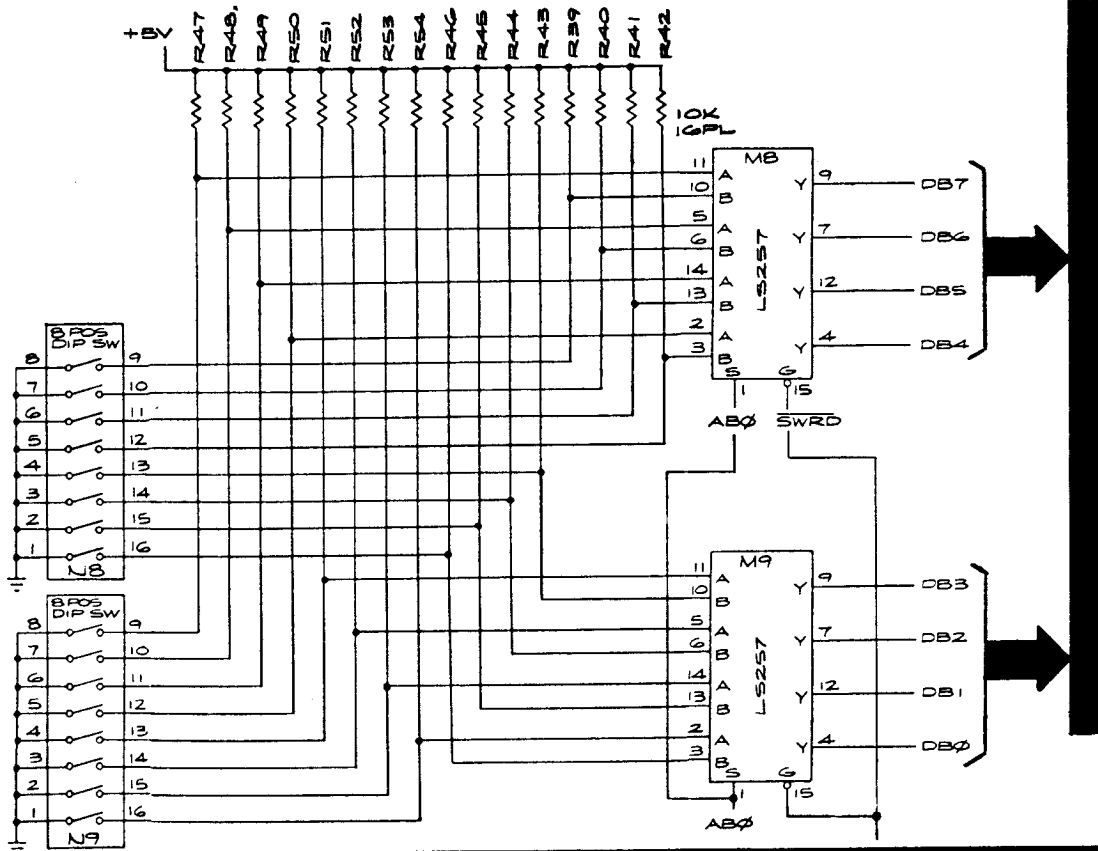 +5V
R47
R48.
R49
R50
R51
R52
R53
R54
R46
R45
R44
R43
R39
R40
R41
R42
10K
16PL
M8
LS257
11 A
10 B
5 A
6 B
14 A
13 B
2 A
3 B
Y 9 DB7
Y 7 DB6
Y 12 DB5
Y 4 DB4
S G
1 15
ABØ SWRD
8 POS
DIP SW
8 9
7 10
6 11
5 12
4 13
3 14
2 15
1 16
N8
8 POS
DIP SW
8 9
7 10
6 11
5 12
4 13
3 14
2 15
1 16
N9
M9
LS257
11 A
10 B
5 A
6 B
14 A
13 B
2 A
3 B
Y 9 DB3
Y 7 DB2
Y 12 DB1
Y 4 DBØ
S G
1 15
ABØ